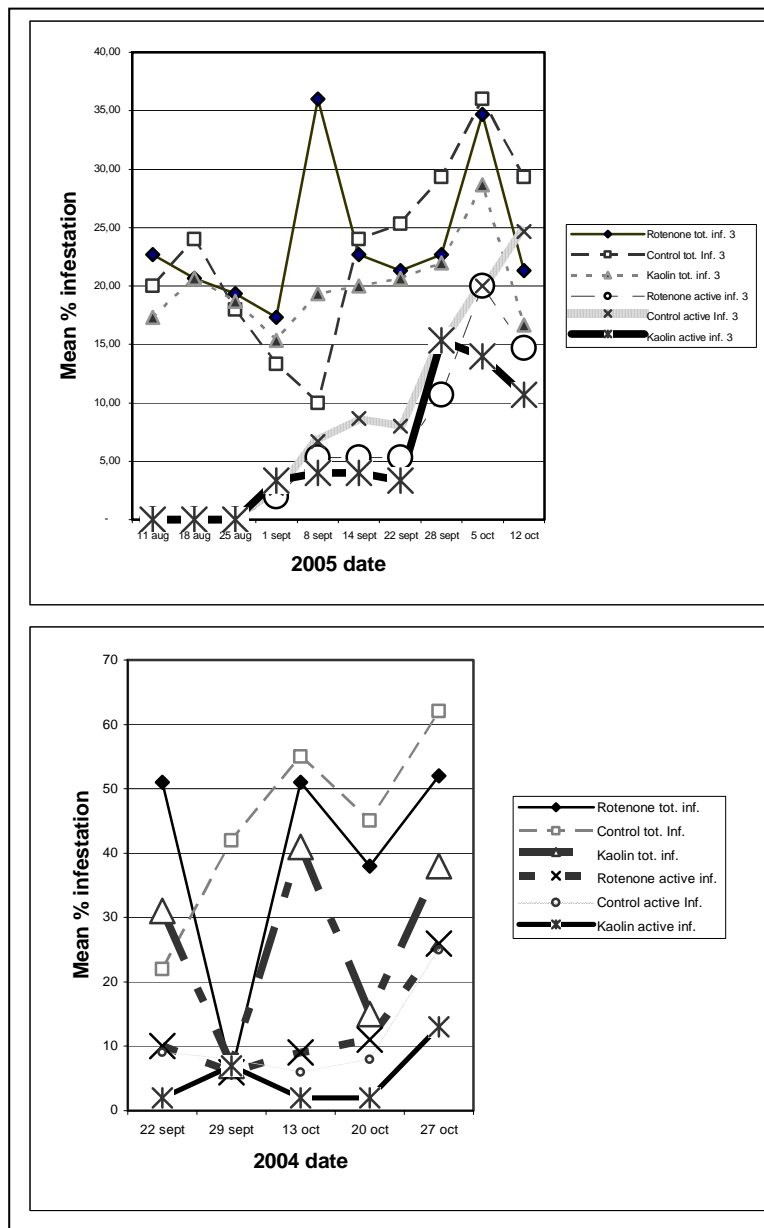 40,00
35,00
30,00
25,00
20,00
15,00
10,00
5,00
-
Mean % infestation
11 aug 18 aug 25 aug 1 sept 8 sept 14 sept 22 sept 28 sept 5 oct 12 oct
2005 date
Rotenone tot. inf. 3
Control tot. Inf. 3
Kaolin tot. inf. 3
Rotenone active inf. 3
Control active Inf. 3
Kaolin active inf. 3
70
60
50
40
30
20
10
0
Mean % infestation
22 sept 29 sept 13 oct 20 oct 27 oct
2004 date
Rotenone tot. inf.
Control tot. Inf.
Kaolin tot. inf.
Rotenone active inf.
Control active Inf.
Kaolin active inf.